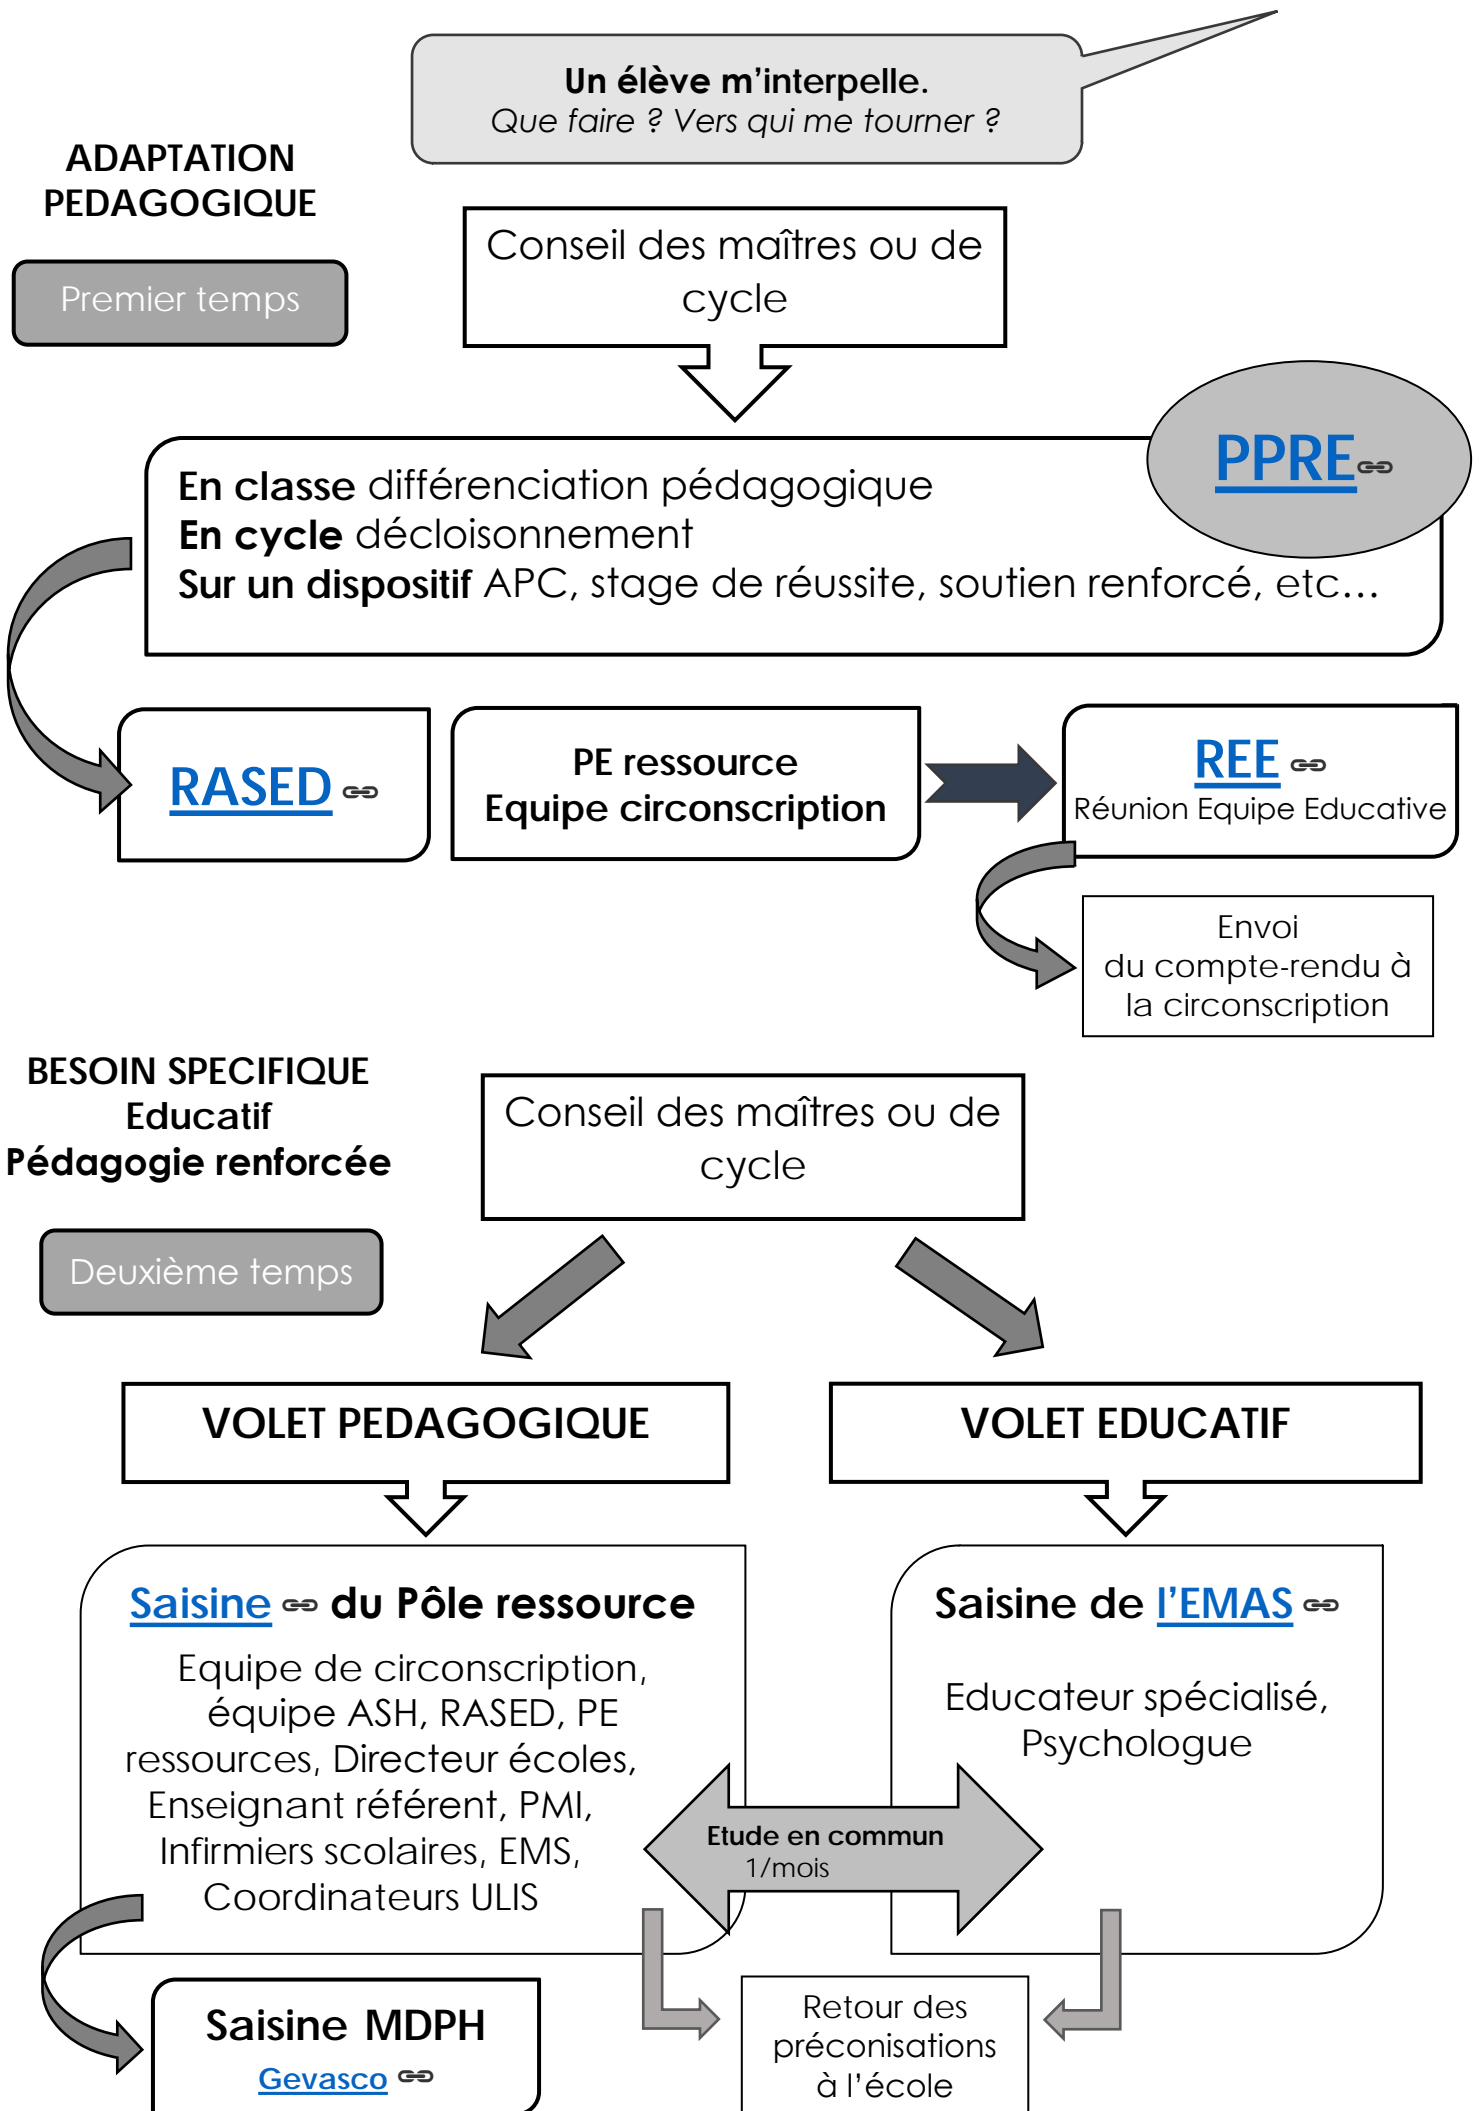 Un élève m’interpelle.
Que faire ? Vers qui me tourner ?
ADAPTATION
PEDAGOGIQUE
Premier temps
Conseil des maîtres ou de
cycle
PPRE
En classe différenciation pédagogique
En cycle décloisonnement
Sur un dispositif APC, stage de réussite, soutien renforcé, etc…
RASED
PE ressource
Equipe circonscription
REE
Réunion Equipe Educative
Envoi
du compte-rendu à
la circonscription
BESOIN SPECIFIQUE
Educatif
Pédagogie renforcée
Deuxième temps
Conseil des maîtres ou de
cycle
VOLET PEDAGOGIQUE
VOLET EDUCATIF
Saisine du Pôle ressource
Equipe de circonscription,
équipe ASH, RASED, PE
ressources, Directeur écoles,
Enseignant référent, PMI,
Infirmiers scolaires, EMS,
Coordinateurs ULIS
Saisine de l’EMAS
Educateur spécialisé,
Psychologue
Etude en commun
1/mois
Saisine MDPH
Gevasco
Retour des
préconisations
à l’école